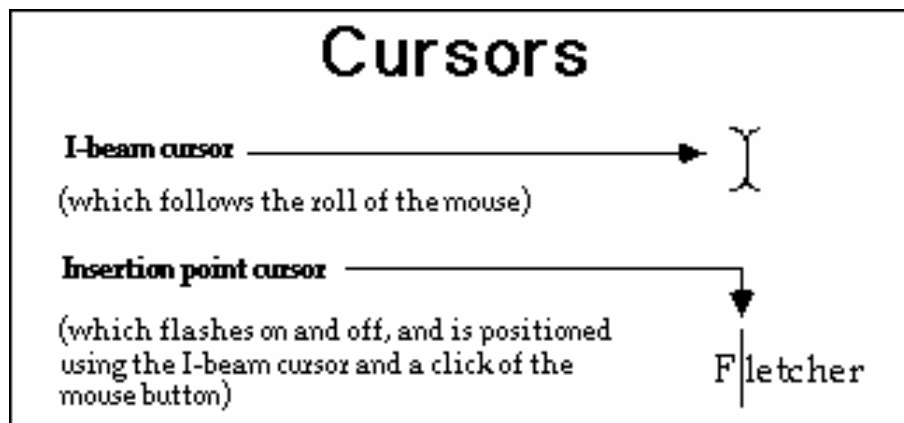 Cursors
I-beam cursor
(which follows the roll of the mouse)
Insertion point cursor
(which flashes on and off, and is positioned
using the I-beam cursor and a click of the
mouse button)
Fletcher